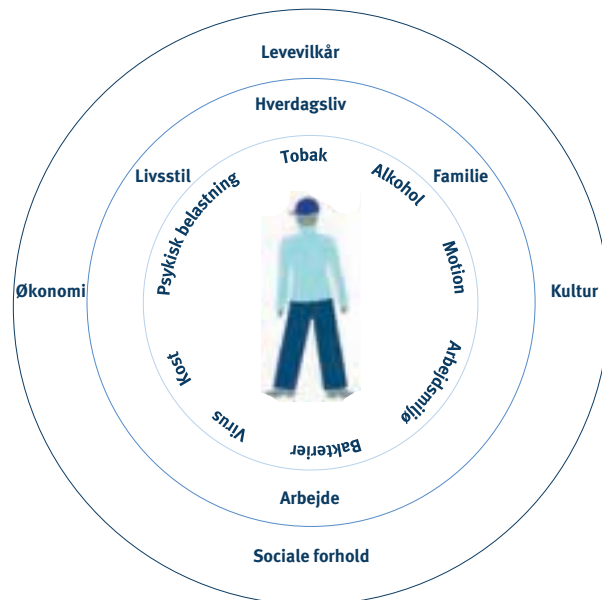 Levevilkår
Hverdagsliv
Tobak
Livsstil
Alkohol
Familie
Psykisk belastning
Motion
Økonomi
Kultur
Kost
Arbejdsmiljø
Virus
Bakterier
Arbejde
Sociale forhold